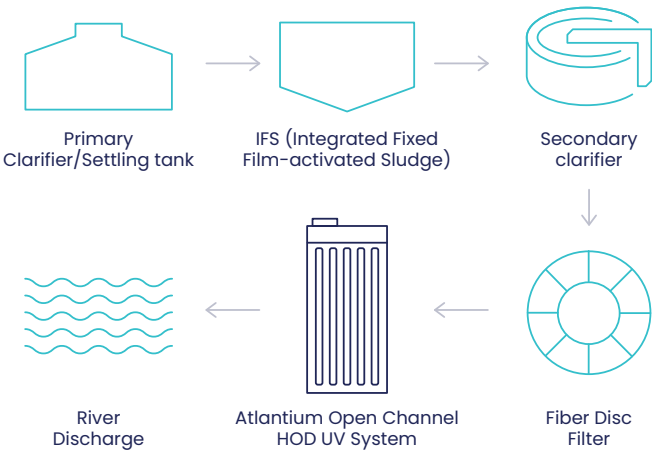 Primary
Clarifier/Settling tank
IFS (Integrated Fixed
Film-activated Sludge)
Secondary
clarifier
River
Discharge
Atlantium Open Channel
HOD UV System
Fiber Disc
Filter